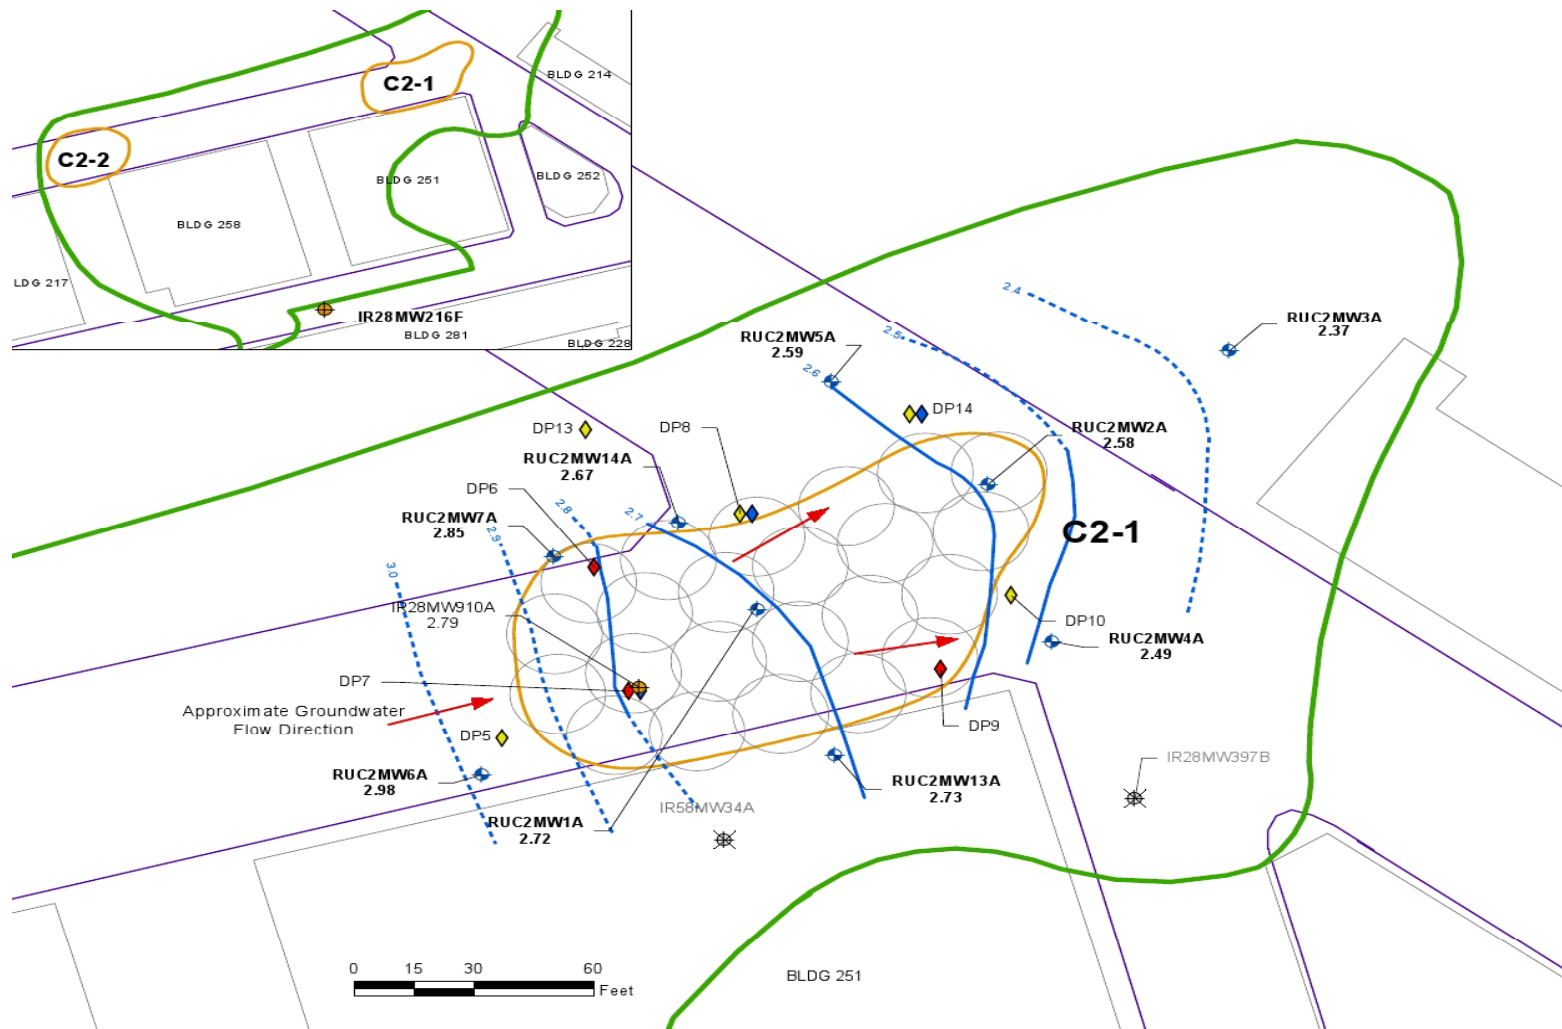 C2-1
C2-2
BLDG 214
BLDG 251
BLDG 252
BLDG 258
LDG 217
IR28MW216F
BLDG 281
BLDG 228
2.4
RUC2MW3A
2.37
RUC2MW5A
2.59
2.5
2.6
DP14
DP13
DP8
RUC2MW2A
2.58
RUC2MW14A
2.67
DP6
2.8
2.7
RUC2MW7A
2.85
2.9
C2-1
3.0
IR28MW910A
2.79
DP10
RUC2MW4A
2.49
DP7
Approximate Groundwater
Flow Direction
DP5
DP9
RUC2MW6A
2.98
RUC2MW13A
2.73
IR28MW397B
IR58MW34A
RUC2MW1A
2.72
BLDG 251
0 15 30 60
Feet